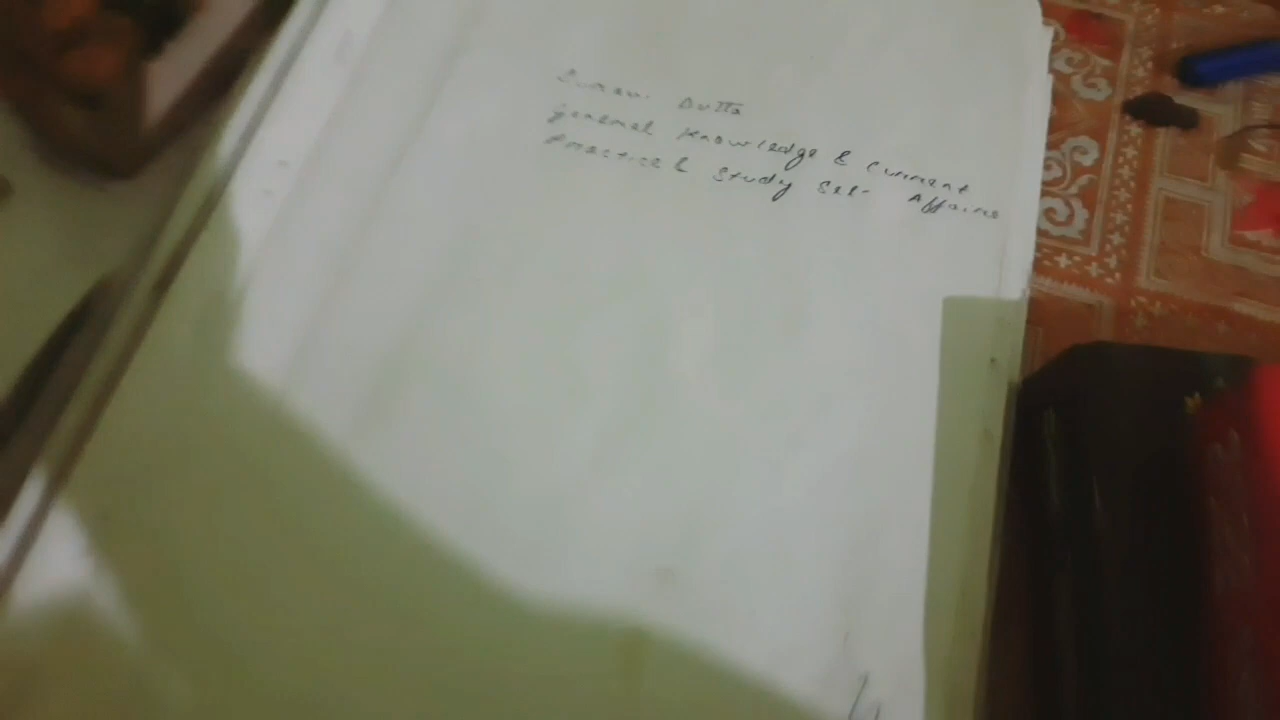 Dutta
General Knowledge & Current
Affairs
Practical Study Set